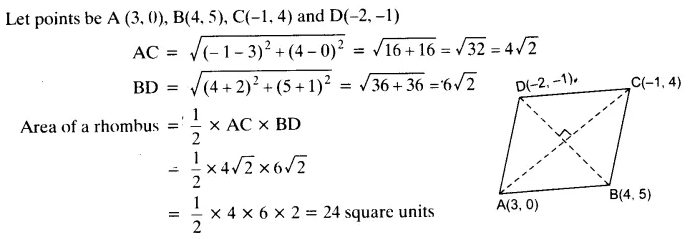 Let points be A (3, 0), B(4, 5), C(−1, 4) and D(−2, −1)
AC = √((− 1 − 3)² + (4 − 0)²) = √(16 + 16) = √32 = 4√2
BD = √((4 + 2)² + (5 + 1)²) = √(36 + 36) = 6√2
Area of a rhombus = 1/2 × AC × BD
= 1/2 × 4√2 × 6√2
= 1/2 × 4 × 6 × 2 = 24 square units
D(−2, −1)
C(−1, 4)
A(3, 0)
B(4, 5)